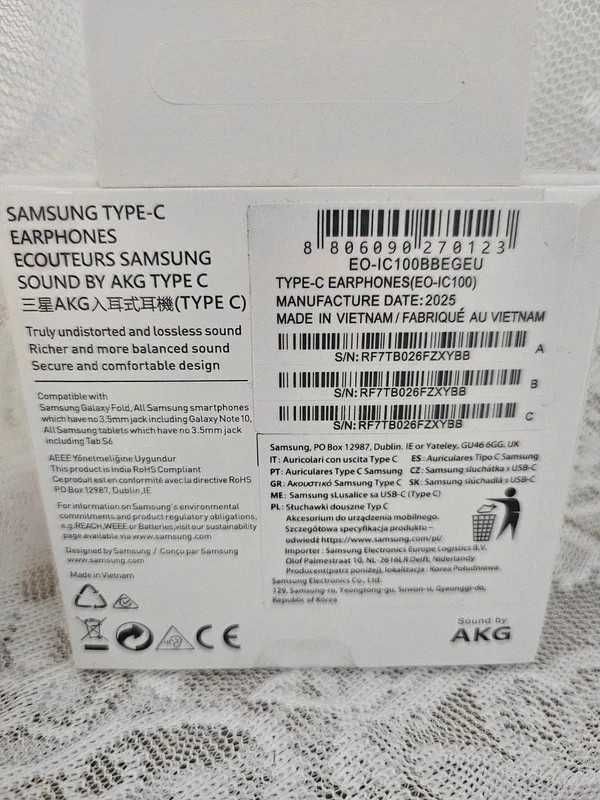 SAMSUNG TYPE-C
EARPHONES
ECOUTEURS SAMSUNG
SOUND BY AKG TYPE C
三星AKG入耳式耳機(TYPE C)
Truly undistorted and lossless sound
Richer and more balanced sound
Secure and comfortable design
Compatible with
Samsung Galaxy Fold, All Samsung smartphones
which have no 3.5mm jack including Galaxy Note 10,
All Samsung tablets which have no 3.5mm jack
including Tab S6
AEEE Yönetmeliğine Uygundur
This product is India RoHS Compliant
Ce produit est en conformité avec la directive RoHS
PO Box 12987, Dublin, IE
For information on Samsung's environmental
commitments and product regulatory obligations,
e.g. REACH, WEEE or Batteries, visit our sustainability
page available via www.samsung.com
Designed by Samsung / Conçu par Samsung
www.samsung.com
Made in Vietnam
CE
8 806090 270123
EO-IC100BBEGEU
TYPE-C EARPHONES(EO-IC100)
MANUFACTURE DATE: 2025
MADE IN VIETNAM / FABRIQUÉ AU VIETNAM
A
S/N: RF7TB026FZXYBB
B
S/N: RF7TB026FZXYBB
C
S/N: RF7TB026FZXYBB
Samsung, PO Box 12987, Dublin. IE or Yateley, GU46 6GG, UK
IT: Auricolari con uscita Type C ES: Auriculares Tipo C Samsung
PT: Auriculares Type C Samsung CZ: Samsung sluchátka s USB-C
GR: Ακουστικό Samsung Type C SK: Samsung slúchadlá s USB-C
ME: Samsung slusalice sa USB-C (Type C)
PL: Słuchawki douszne Typ C
Akcesorium do urządzenia mobilnego.
Szczegółowa specyfikacja produktu –
odwiedź https://www.samsung.com/pl/
Importer : Samsung Electronics Europe Logistics B.V.
Olof Palmestraat 10, NL-2616LR Delft, Niderlandy
Producent(patrz poniżej), lokalizacja : Korea Południowa.
Samsung Electronics Co., Ltd.
129, Samsung-ro, Yeongtong-gu, Suwon-si, Gyeonggi-do,
Republic of Korea
Sound by
AKG